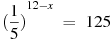 (1/5)^{12-x} = 125